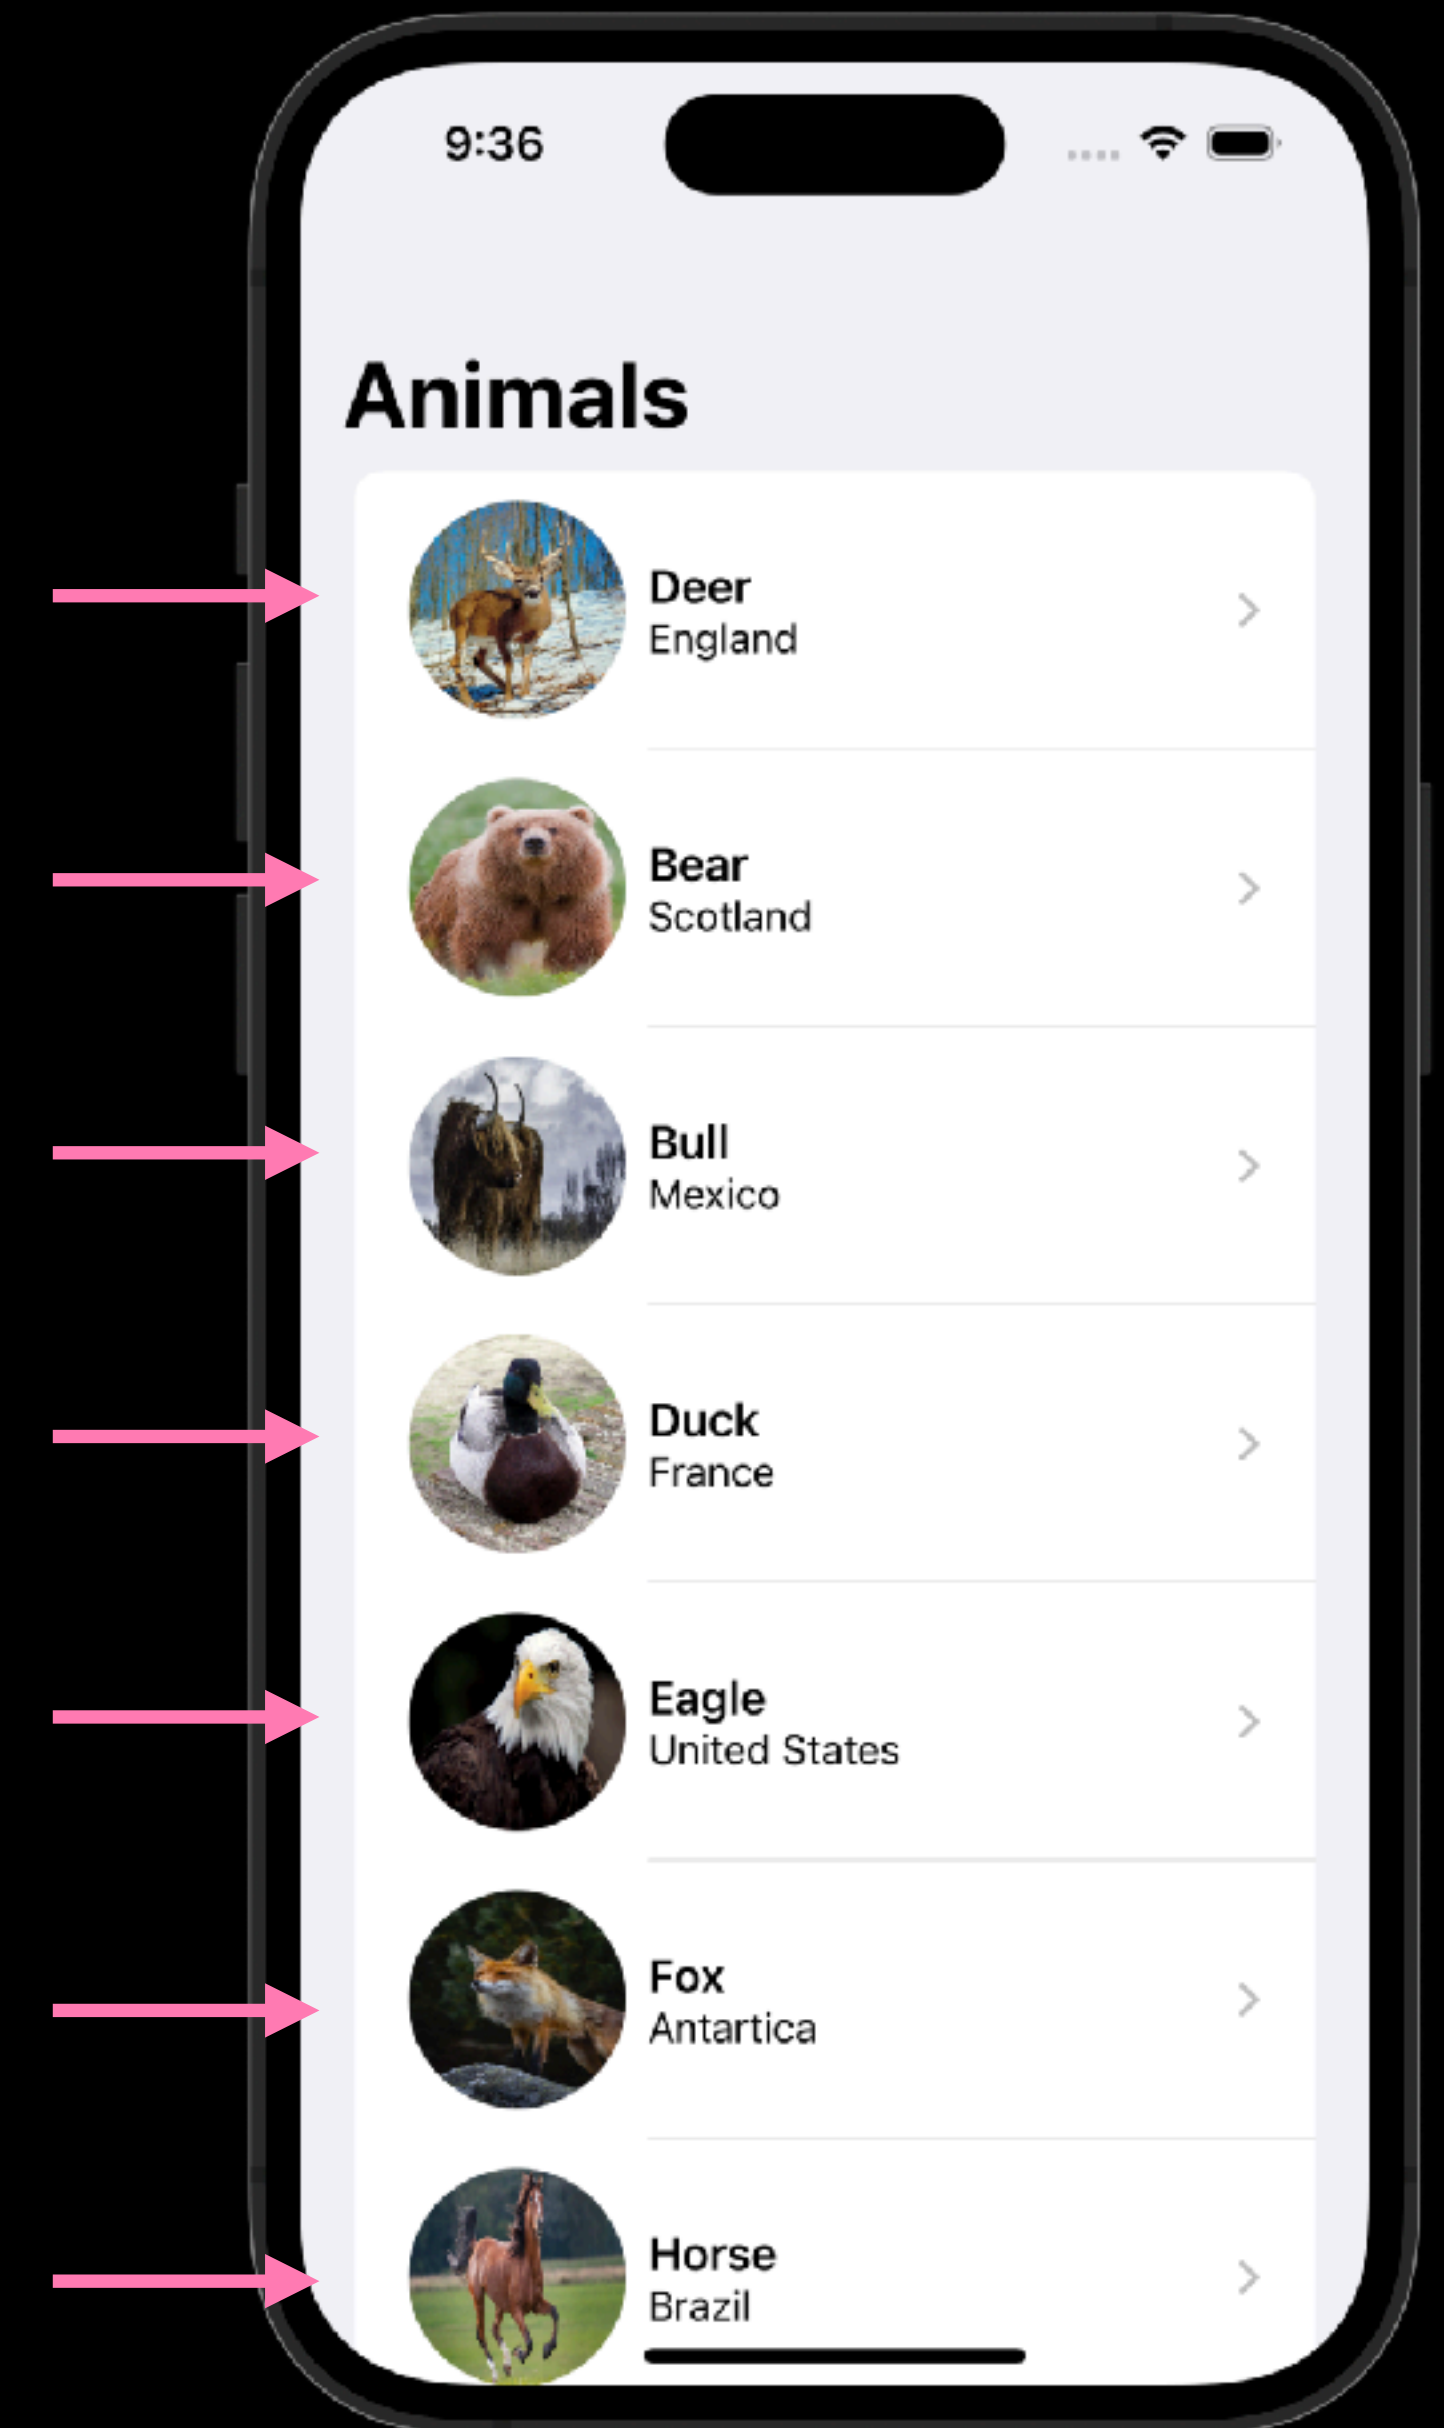 9:36
Animals
Deer
England
Bear
Scotland
Bull
Mexico
Duck
France
Eagle
United States
Fox
Antartica
Horse
Brazil